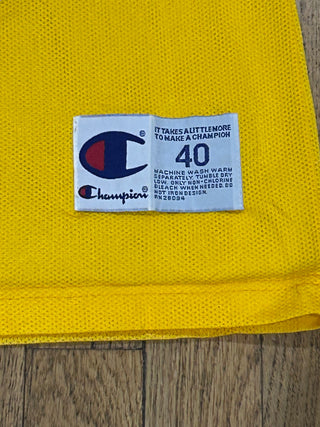 IT TAKES A LITTLE MORE
TO MAKE A CHAMPION
40
Champion
MACHINE WASH WARM
SEPARATELY. TUMBLE DRY
LOW. ONLY NON-CHLORINE
BLEACH WHEN NEEDED. DO
NOT IRON DESIGN.
RN 26094